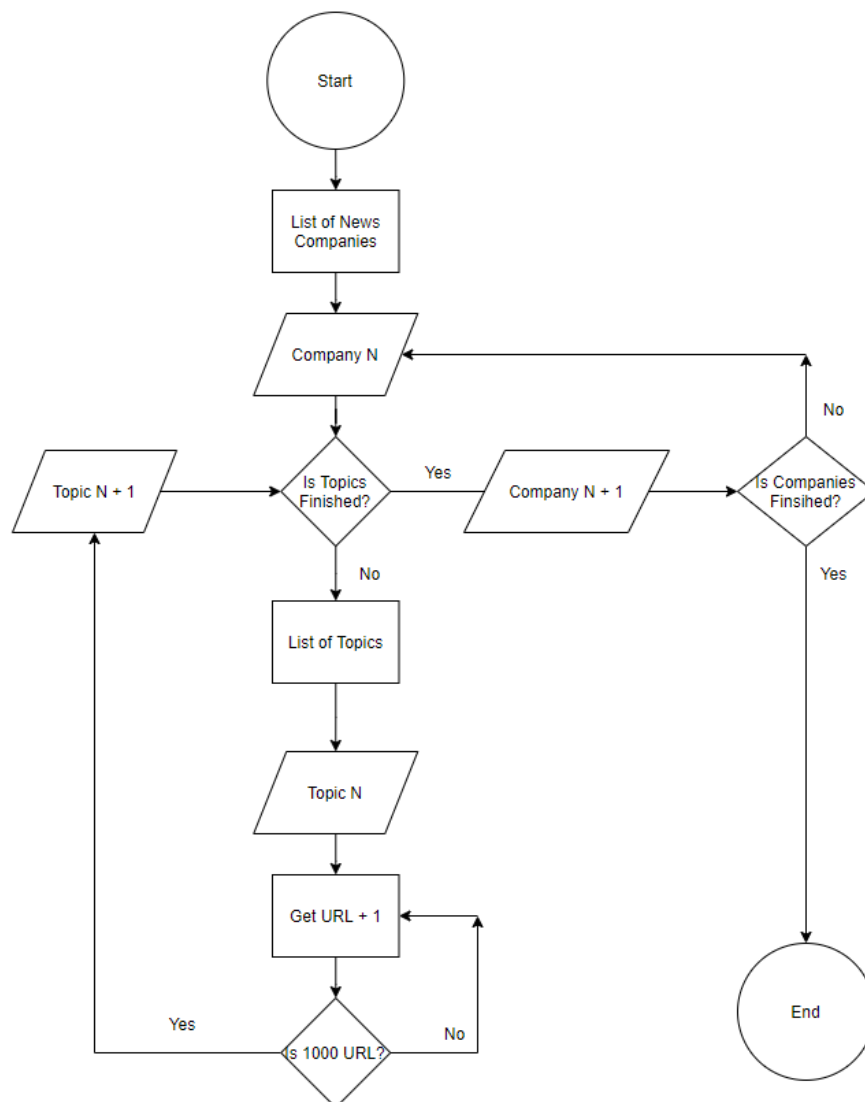 Start
List of News
Companies
Company N
No
Topic N + 1
Is Topics
Finished?
Yes
Company N + 1
Is Companies
Finsihed?
No
Yes
List of Topics
Topic N
Get URL + 1
Yes
Is 1000 URL?
No
End